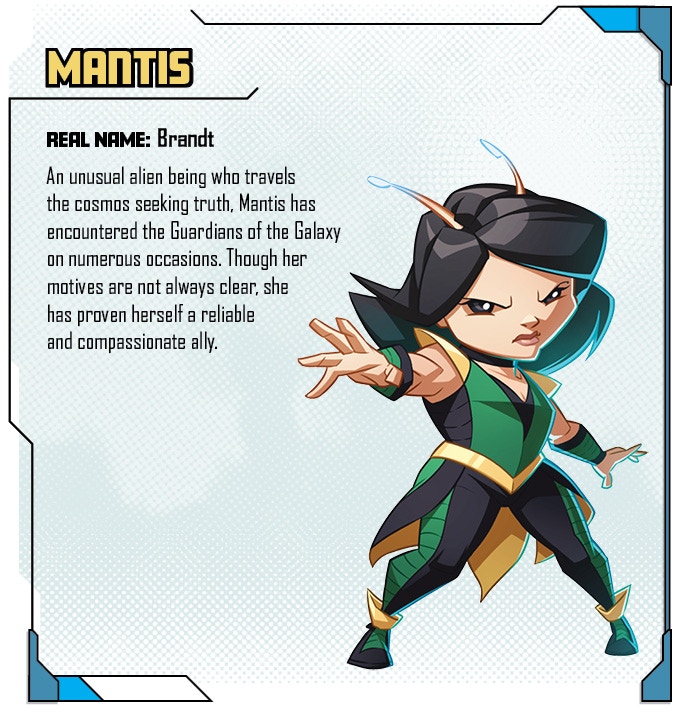 MANTIS
REAL NAME: Brandt
An unusual alien being who travels
the cosmos seeking truth, Mantis has
encountered the Guardians of the Galaxy
on numerous occasions. Though her
motives are not always clear, she
has proven herself a reliable
and compassionate ally.